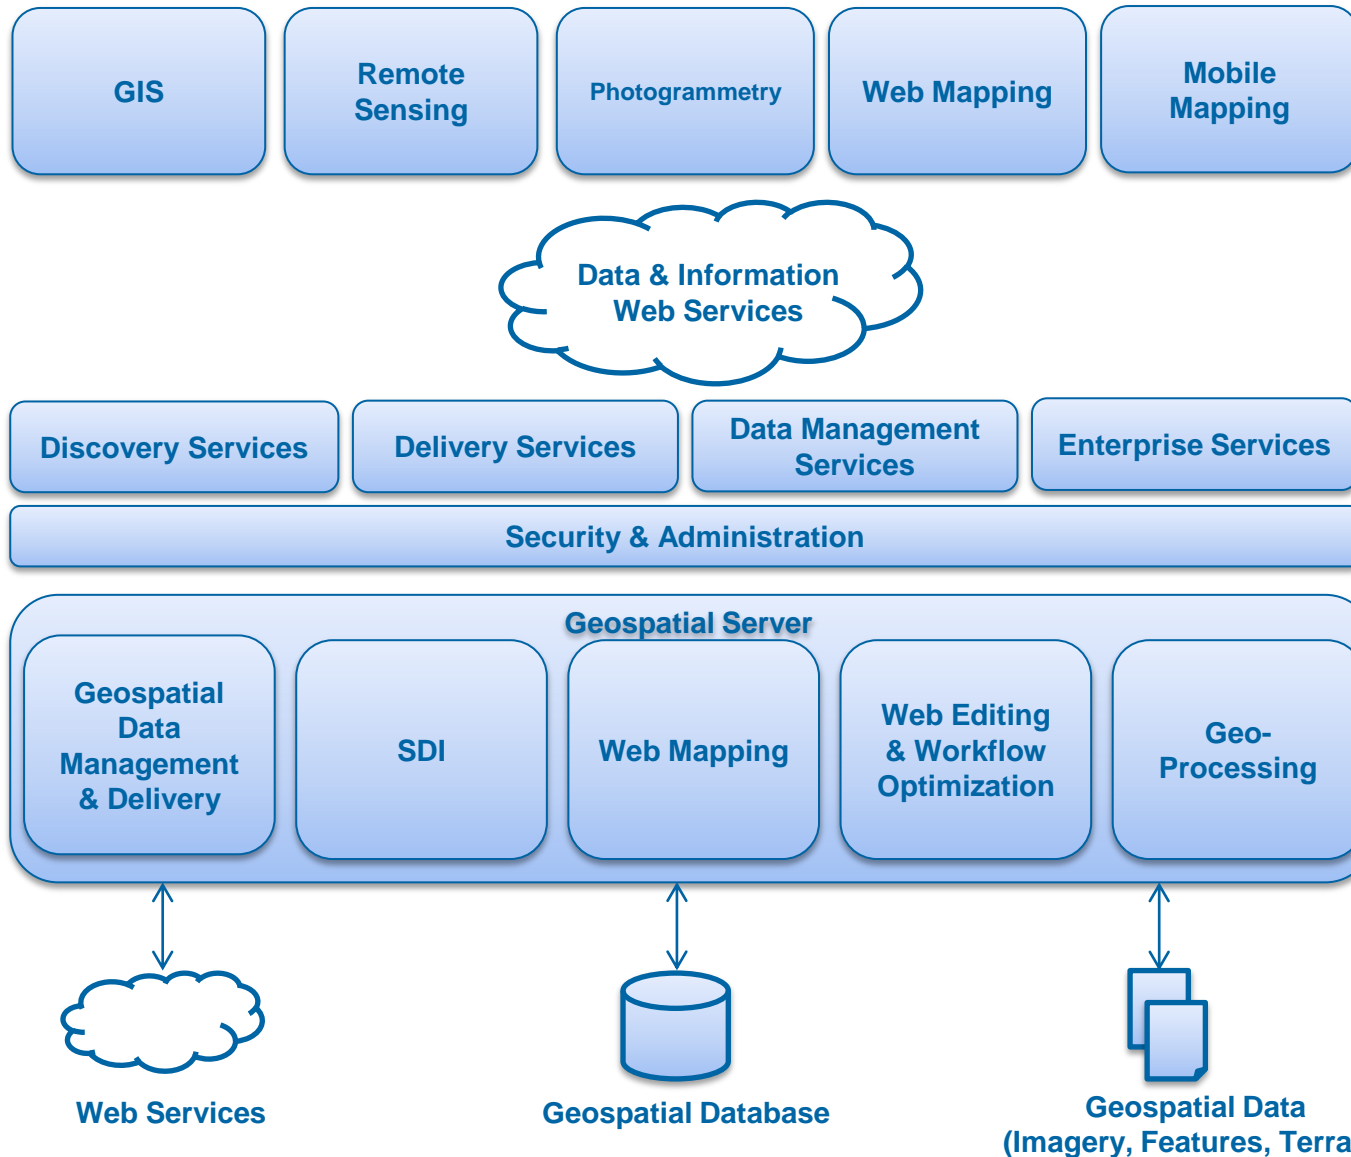 GIS
Remote
Sensing
Photogrammetry
Web Mapping
Mobile
Mapping
Data & Information
Web Services
Discovery Services
Delivery Services
Data Management
Services
Enterprise Services
Security & Administration
Geospatial Server
Geospatial
Data
Management
& Delivery
SDI
Web Mapping
Web Editing
& Workflow
Optimization
Geo-
Processing
Web Services
Geospatial Database
Geospatial Data
(Imagery, Features,